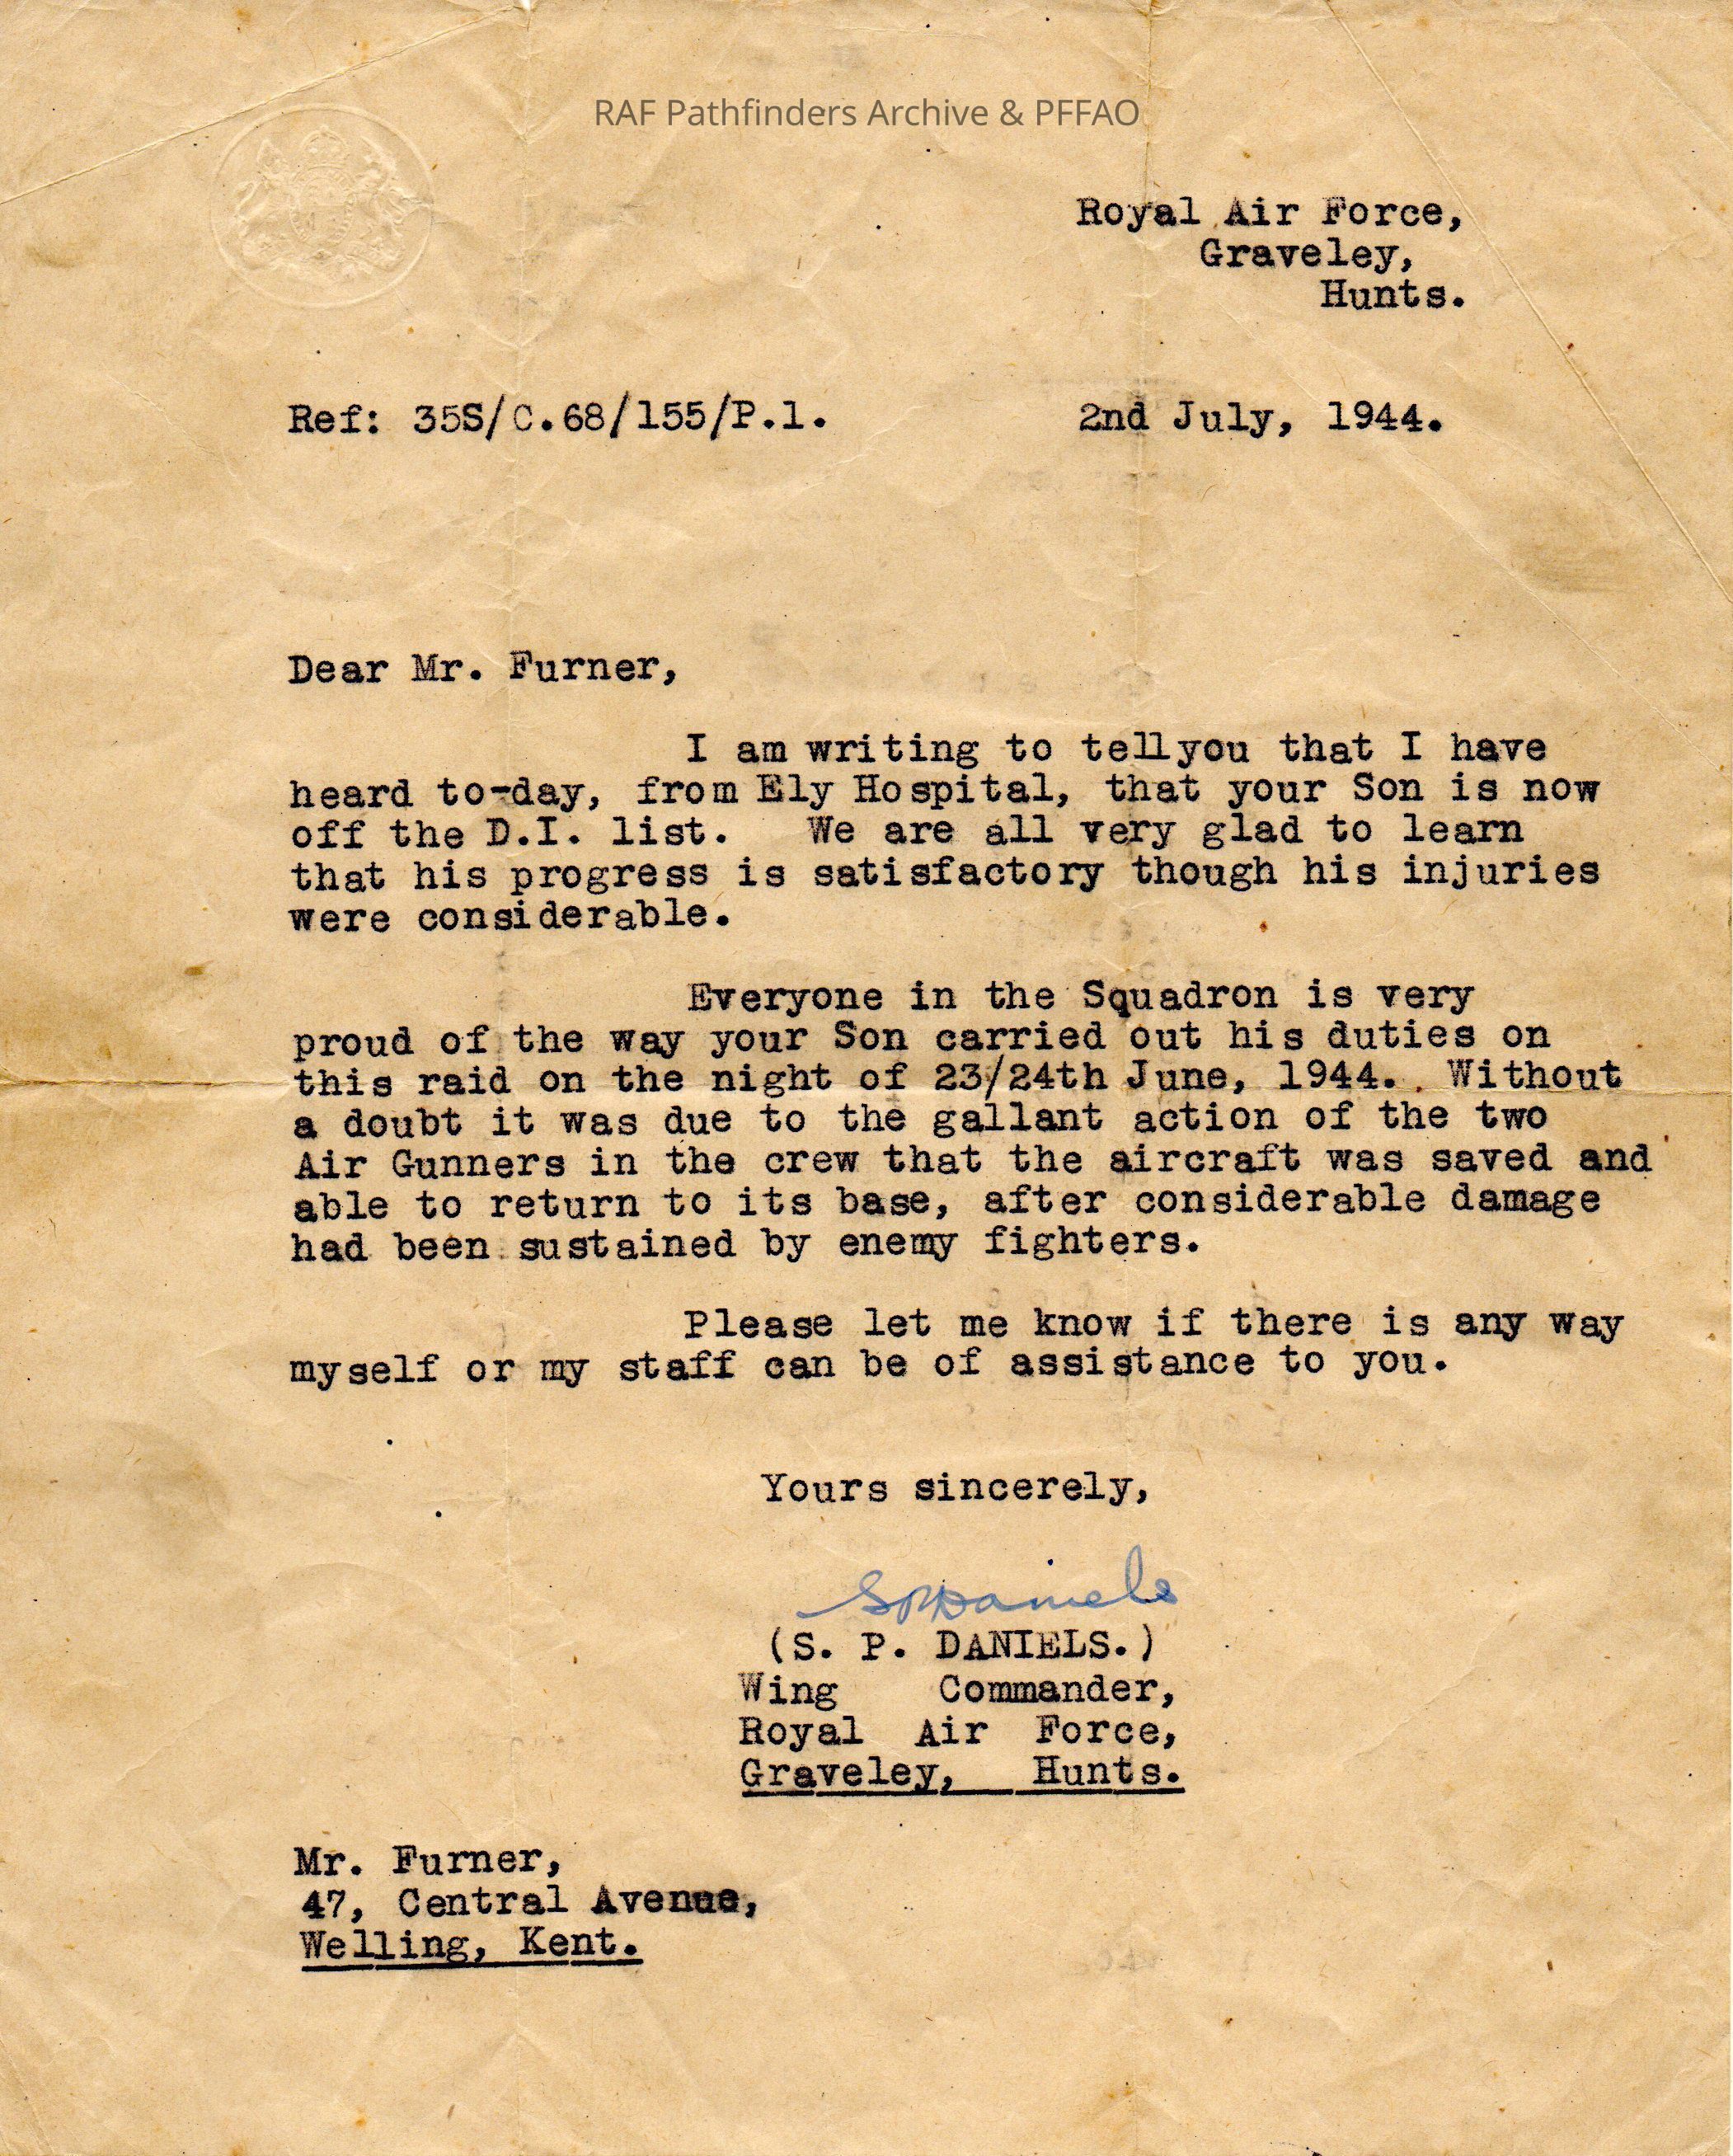 RAF Pathfinders Archive & PFFAO
Royal Air Force,
Graveley,
Hunts.
Ref: 35S/C.68/155/P.1.
2nd July, 1944.
Dear Mr. Furner,
I am writing to tellyou that I have
heard to-day, from Ely Hospital, that your Son is now
off the D.I. list. We are all very glad to learn
that his progress is satisfactory though his injuries
were considerable.
Everyone in the Squadron is very
proud of the way your Son carried out his duties on
this raid on the night of 23/24th June, 1944. Without
a doubt it was due to the gallant action of the two
Air Gunners in the crew that the aircraft was saved and
able to return to its base, after considerable damage
had been sustained by enemy fighters.
Please let me know if there is any way
myself or my staff can be of assistance to you.
Yours sincerely,
SPDaniels
(S. P. DANIELS.)
Wing Commander,
Royal Air Force,
Graveley, Hunts.
Mr. Furner,
47, Central Avenue,
Welling, Kent.